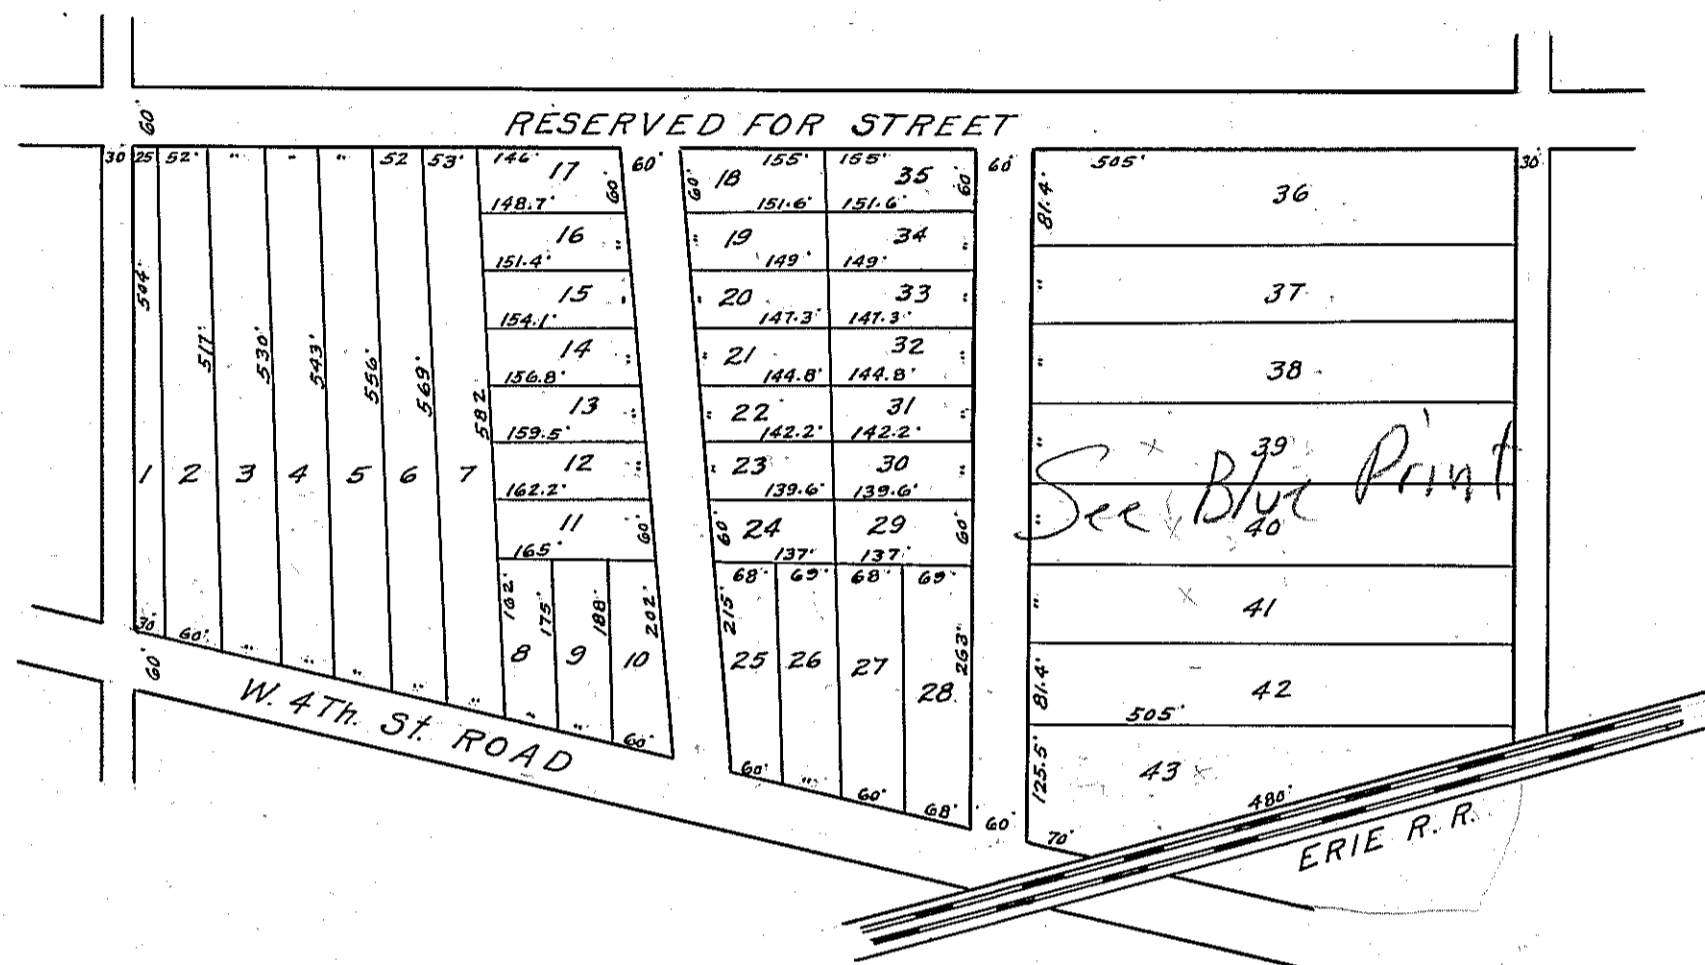 RESERVED FOR STREET
60'
30' 25' 52' " " " 52 53' 146' 60' 155' 155' 60' 505' 30'
17 60' 60' 18 35 60' 81.4' 36
148.7' 151.6' 151.6'
16 " " 19 34 "
151.4' 149' 149'
504' 15 " " 20 33 " " 37
154.1' 147.3' 147.3'
517' 530' 543' 556' 569' 582
14 " " 21 32 " " 38
156.8' 144.8' 144.8'
13 " " 22 31 " " 39
159.5' 142.2' 142.2'
See Blue Print
1 2 3 4 5 6 7 12 " " 23 30 "
162.2' 139.6' 139.6'
11 60' 60' 24 29 60' " 40
165' 137' 137'
68' 69' 68' 69'
162' 175' 188' 202' 215' 263' " 41
30' 60' " " " " "
8 9 10 25 26 27 28 81.4' 42
505'
60'
W. 4Th. St. ROAD
" " 60' 60' " 60' 68' 60'
125.5' 43
480'
70'
ERIE R. R.